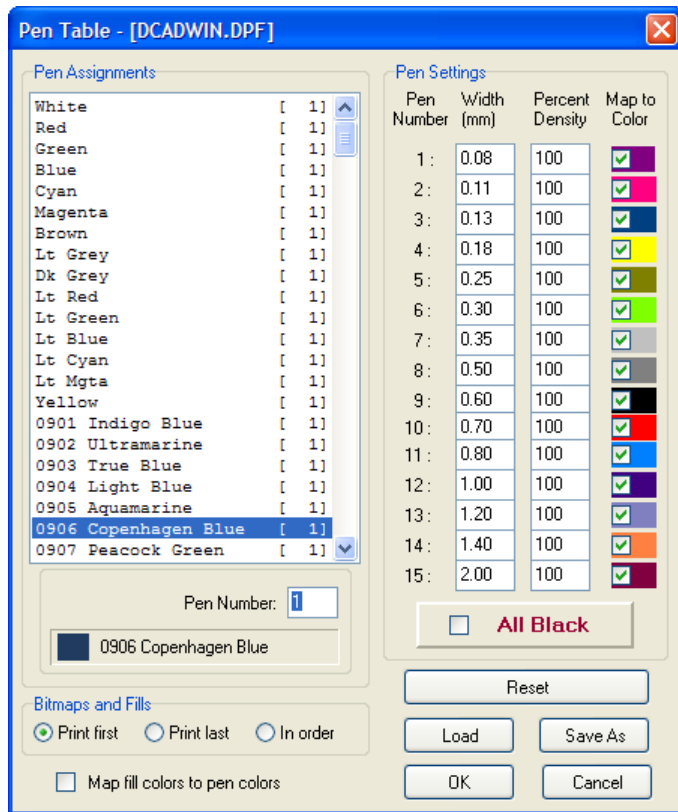 Pen Table - [DCADWIN.DPF]
Pen Assignments
White [ 1]
Red [ 1]
Green [ 1]
Blue [ 1]
Cyan [ 1]
Magenta [ 1]
Brown [ 1]
Lt Grey [ 1]
Dk Grey [ 1]
Lt Red [ 1]
Lt Green [ 1]
Lt Blue [ 1]
Lt Cyan [ 1]
Lt Mgta [ 1]
Yellow [ 1]
0901 Indigo Blue [ 1]
0902 Ultramarine [ 1]
0903 True Blue [ 1]
0904 Light Blue [ 1]
0905 Aquamarine [ 1]
0906 Copenhagen Blue [ 1]
0907 Peacock Green [ 1]
Pen Number: 1
0906 Copenhagen Blue
Bitmaps and Fills
Print first Print last In order
Map fill colors to pen colors
Pen Settings
Pen Width Percent Map to
Number (mm) Density Color
1 : 0.08 100
2 : 0.11 100
3 : 0.13 100
4 : 0.18 100
5 : 0.25 100
6 : 0.30 100
7 : 0.35 100
8 : 0.50 100
9 : 0.60 100
10 : 0.70 100
11 : 0.80 100
12 : 1.00 100
13 : 1.20 100
14 : 1.40 100
15 : 2.00 100
All Black
Reset
Load Save As
OK Cancel